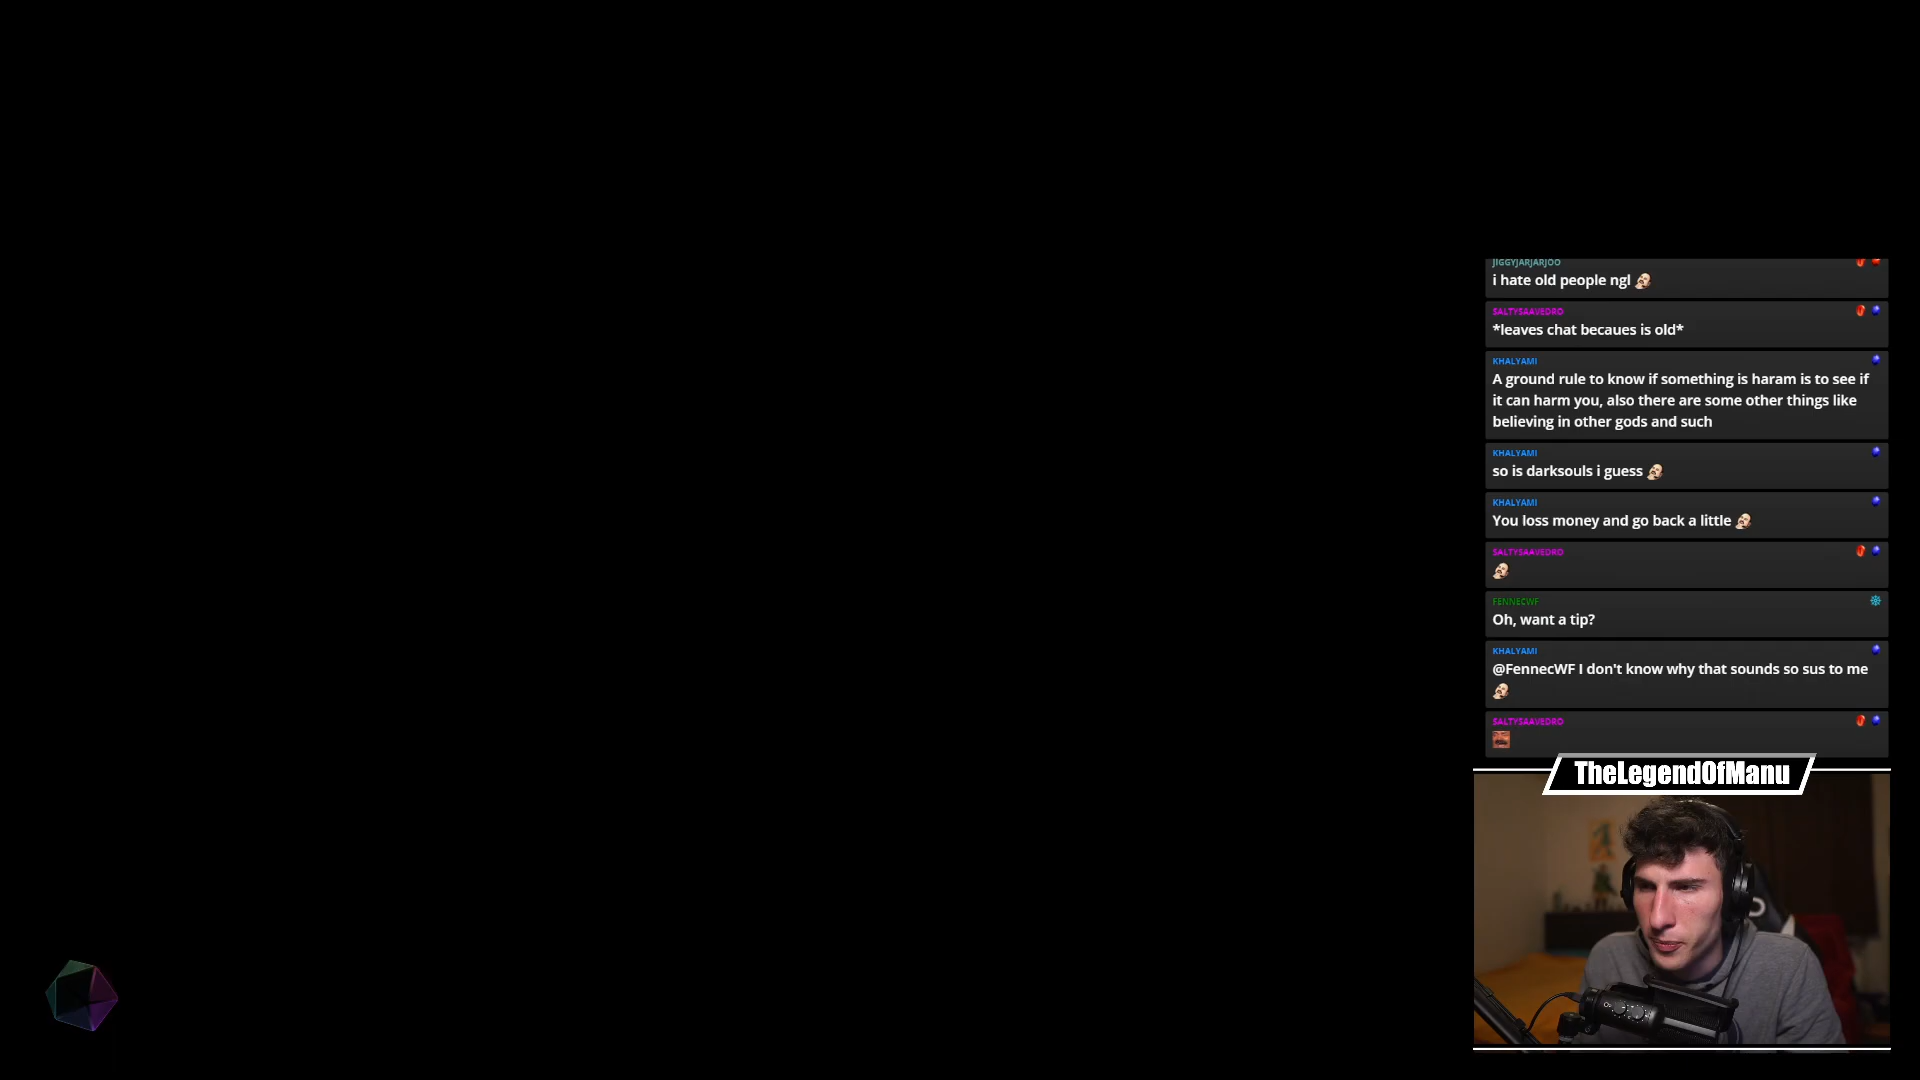 JIGGYJARJARJOO
i hate old people ngl
SALTYSAAVEDRO
*leaves chat becaues is old*
KHALYAMI
A ground rule to know if something is haram is to see if
it can harm you, also there are some other things like
believing in other gods and such
KHALYAMI
so is darksouls i guess
KHALYAMI
You loss money and go back a little
SALTYSAAVEDRO
FENNECWF
Oh, want a tip?
KHALYAMI
@FennecWF I don't know why that sounds so sus to me
SALTYSAAVEDRO
TheLegendOfManu